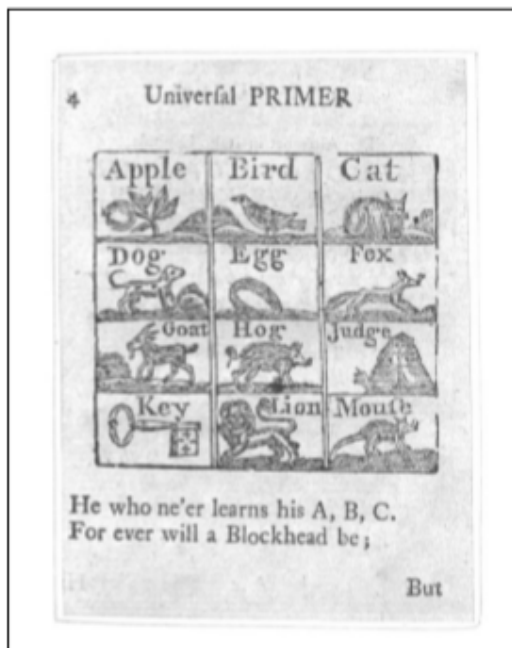 4 Univerſal PRIMER
Apple Bird Cat
Dog Egg Fox
Goat Hog Judge
Key Lion Mouſe
He who ne'er learns his A, B, C.
For ever will a Blockhead be;
But